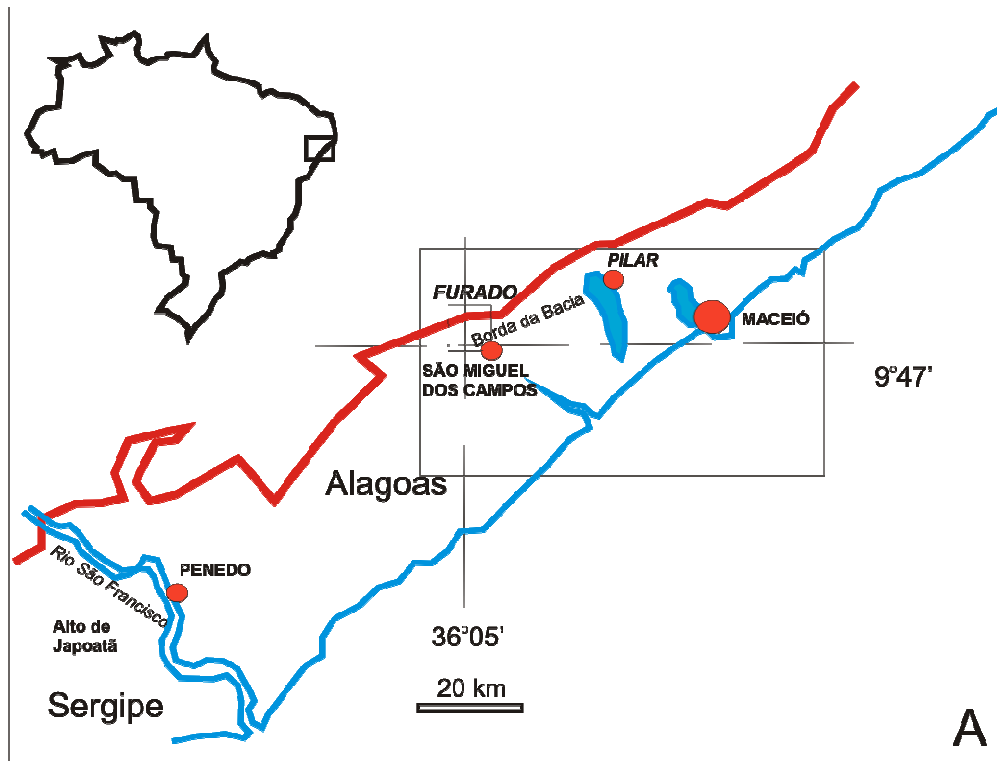 PILAR
FURADO
Borda da Bacia
MACEIÓ
SÃO MIGUEL
DOS CAMPOS
9°47'
Alagoas
Rio São Francisco
PENEDO
Alto de
Japoatã
36°05'
20 km
Sergipe
A